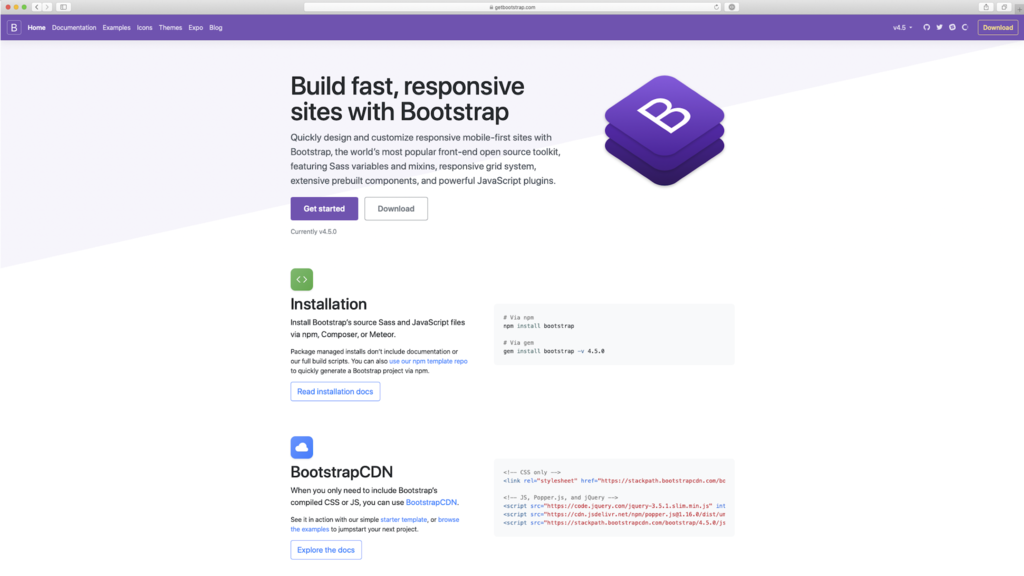 getbootstrap.com
B
Home Documentation Examples Icons Themes Expo Blog
v4.5
Download
Build fast, responsive
sites with Bootstrap
Quickly design and customize responsive mobile-first sites with
Bootstrap, the world's most popular front-end open source toolkit,
featuring Sass variables and mixins, responsive grid system,
extensive prebuilt components, and powerful JavaScript plugins.
B
Get started
Download
Currently v4.5.0
Installation
Install Bootstrap's source Sass and JavaScript files
via npm, Composer, or Meteor.
Package managed installs don't include documentation or
our full build scripts. You can also use our npm template repo
to quickly generate a Bootstrap project via npm.
Read installation docs
# Via npm
npm install bootstrap
# Via gem
gem install bootstrap -v 4.5.0
BootstrapCDN
When you only need to include Bootstrap's
compiled CSS or JS, you can use BootstrapCDN.
See it in action with our simple starter template, or browse
the examples to jumpstart your next project.
Explore the docs
<!-- CSS only -->
<link rel="stylesheet" href="https://stackpath.bootstrapcdn.com/bo
<!-- JS, Popper.js, and jQuery -->
<script src="https://code.jquery.com/jquery-3.5.1.slim.min.js" int
<script src="https://cdn.jsdelivr.net/npm/popper.js@1.16.0/dist/um
<script src="https://stackpath.bootstrapcdn.com/bootstrap/4.5.0/js